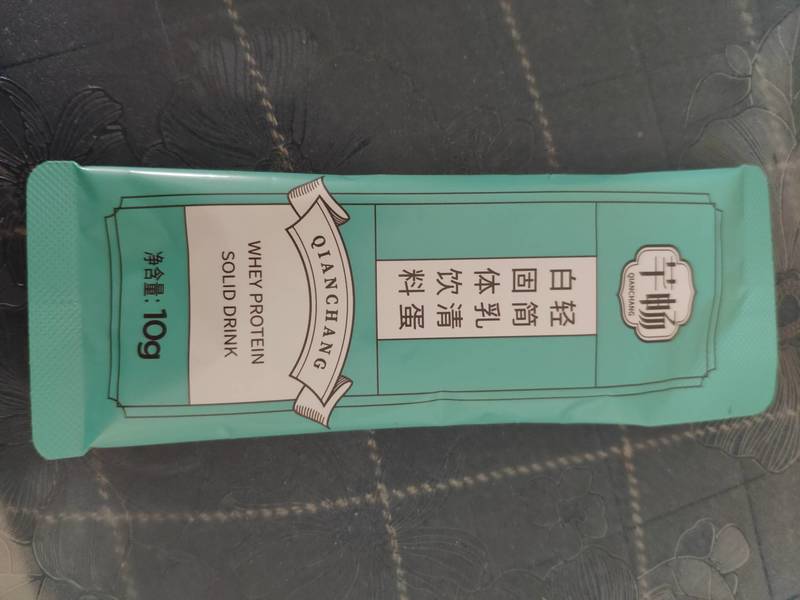 芊畅
QIANCHANG
轻简乳清蛋
白固体饮料
QIANCHANG
WHEY PROTEIN
SOLID DRINK
净含量：10g